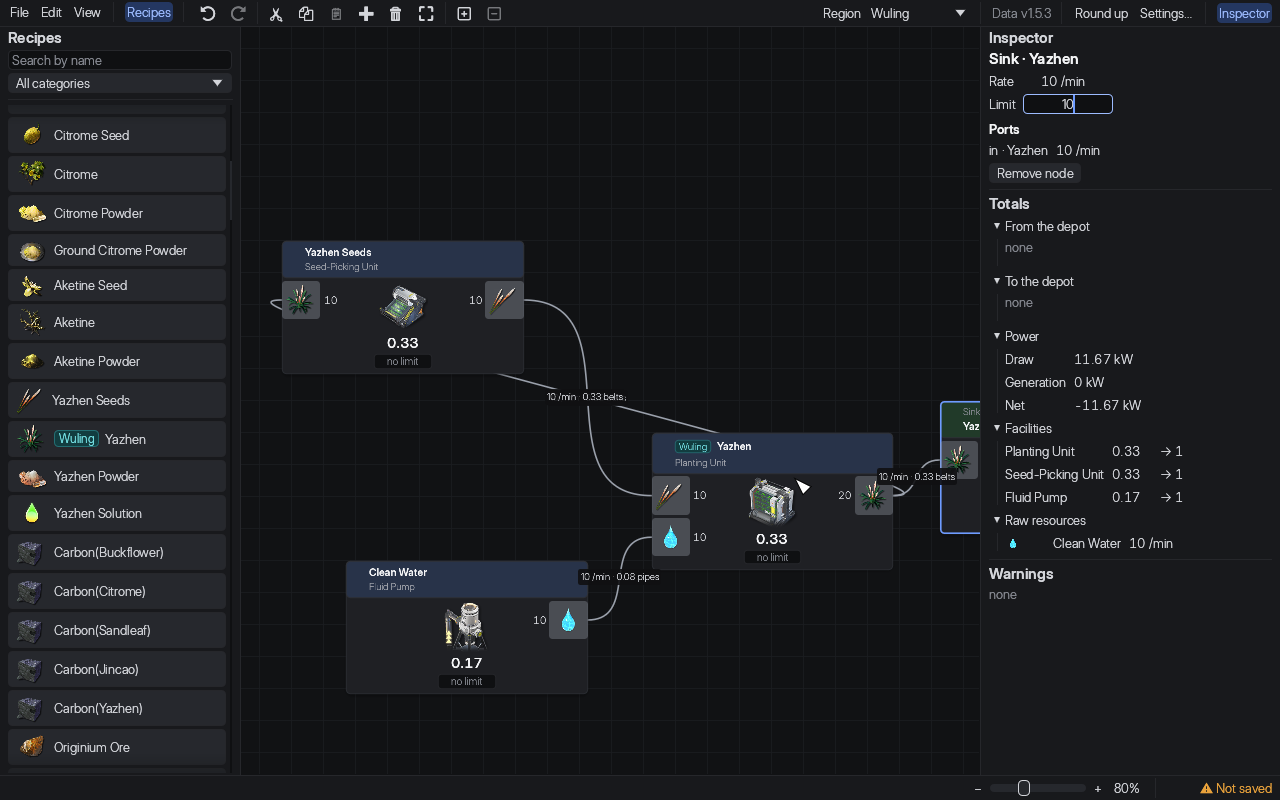 File Edit View Recipes Region Wuling Data v1.5.3 Round up Settings... Inspector
Recipes
Search by name
All categories
Citrome Seed
Citrome
Citrome Powder
Ground Citrome Powder
Aketine Seed
Aketine
Aketine Powder
Yazhen Seeds
Wuling Yazhen
Yazhen Powder
Yazhen Solution
Carbon(Buckflower)
Carbon(Citrome)
Carbon(Sandleaf)
Carbon(Jincao)
Carbon(Yazhen)
Originium Ore
Yazhen Seeds
Seed-Picking Unit
10 10
0.33
no limit
10 /min · 0.33 belts
Wuling Yazhen
Planting Unit
10 20
10
0.33
no limit
10 /min · 0.33 belts
10 /min · 0.08 pipes
Clean Water
Fluid Pump
10
0.17
no limit
Sink
Yaz
Inspector
Sink · Yazhen
Rate 10 /min
Limit 10
Ports
in · Yazhen 10 /min
Remove node
Totals
From the depot
none
To the depot
none
Power
Draw 11.67 kW
Generation 0 kW
Net -11.67 kW
Facilities
Planting Unit 0.33 → 1
Seed-Picking Unit 0.33 → 1
Fluid Pump 0.17 → 1
Raw resources
Clean Water 10 /min
Warnings
none
− + 80% Not saved